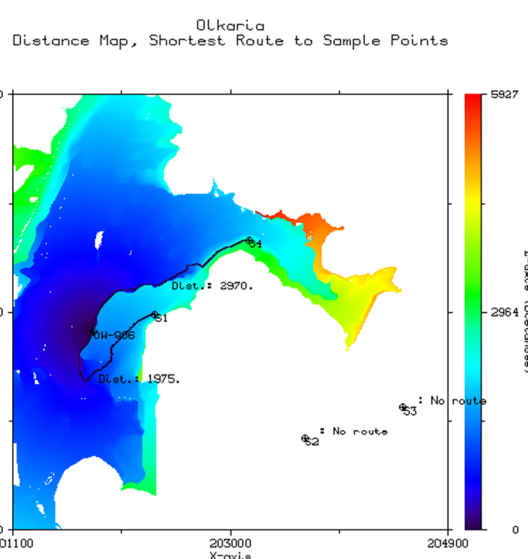 Olkaria
Distance Map, Shortest Route to Sample Points
5927
S4
Dist.: 2970.
2964
S1
OW-906
Dist.: 1975.
: No route
S3
: No route
S2
0
01100
203000
204900
X-axis